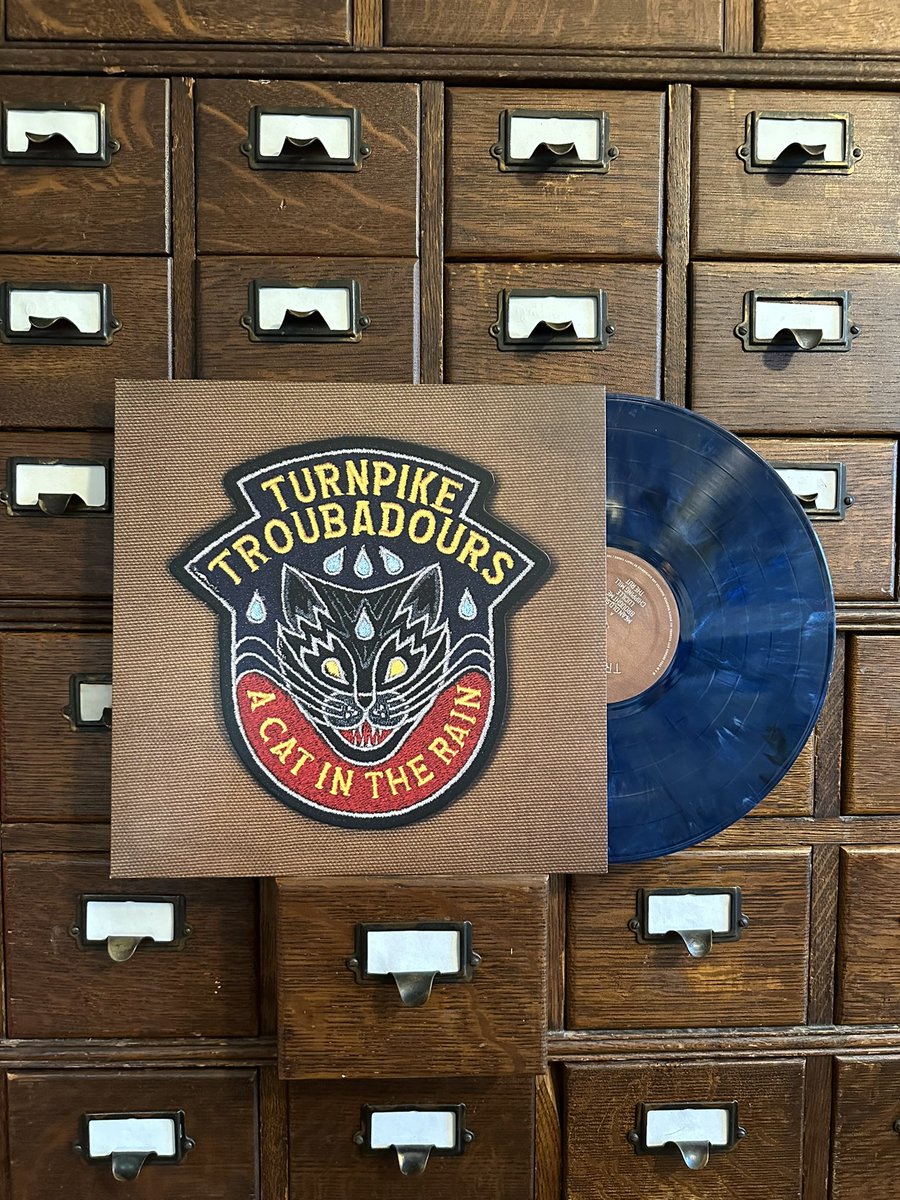 TURNPIKE
TROUBADOURS
A CAT IN THE RAIN